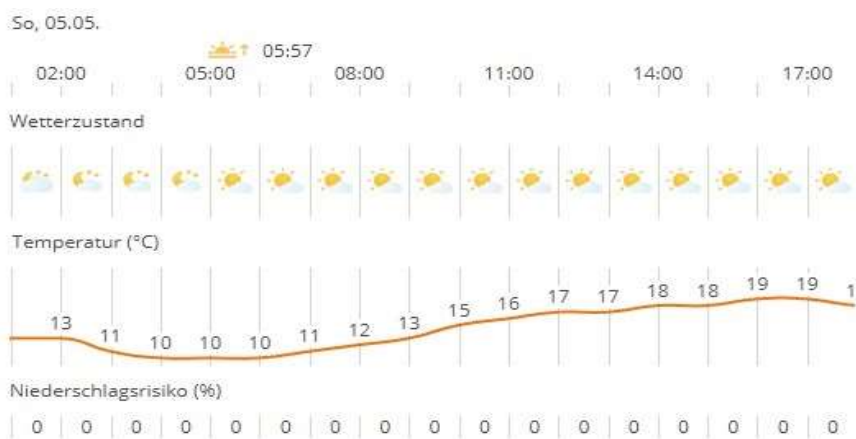 So, 05.05.
05:57
02:00 05:00 08:00 11:00 14:00 17:00
Wetterzustand
Temperatur (°C)
13 11 10 10 10 11 12 13 15 16 17 17 18 18 19 19 1
Niederschlagsrisiko (%)
0 0 0 0 0 0 0 0 0 0 0 0 0 0 0 0 0